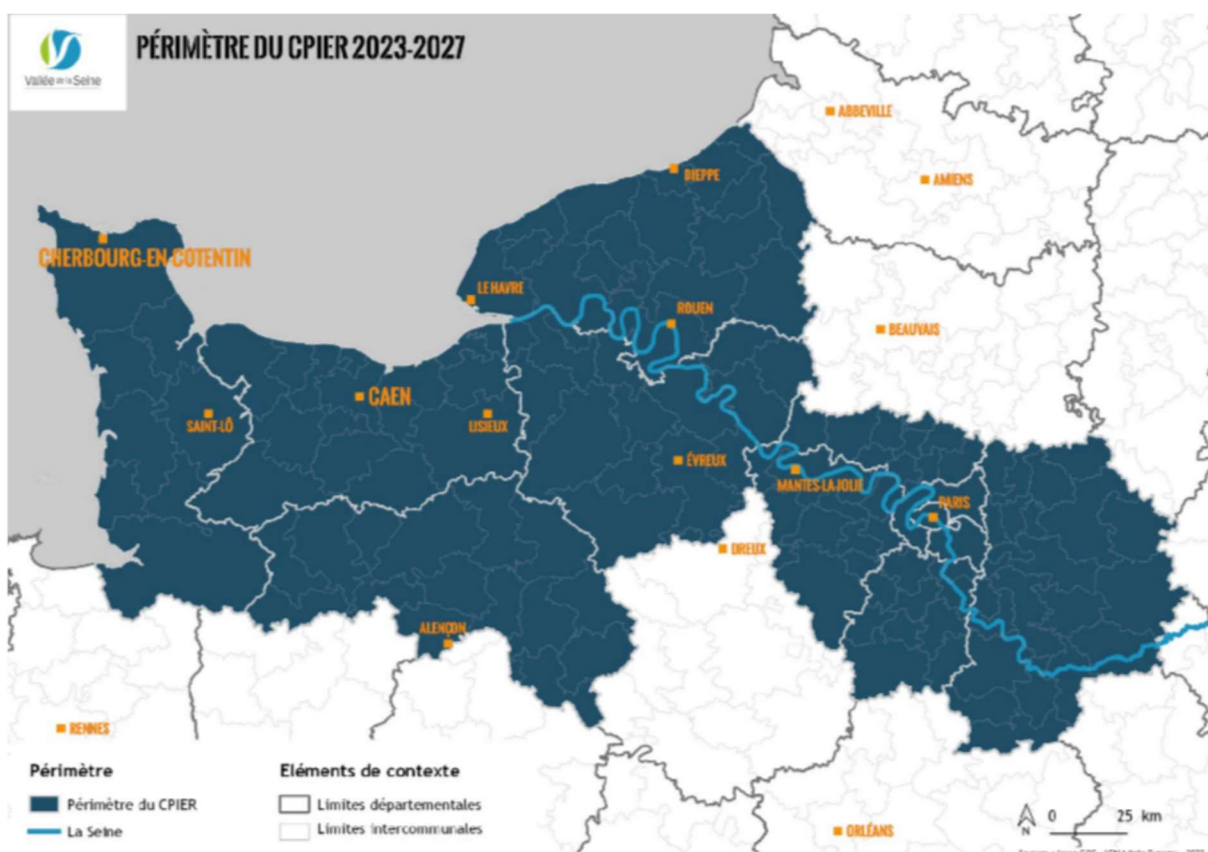 Vallée de la Seine
PÉRIMÈTRE DU CPIER 2023-2027
ABBEVILLE
DIEPPE
AMIENS
CHERBOURG-EN-COTENTIN
LE HAVRE
ROUEN
BEAUVAIS
CAEN
SAINT-LÔ
LISIEUX
ÉVREUX
MANTES-LA-JOLIE
PARIS
DREUX
ALENÇON
RENNES
Périmètre
Périmètre du CPIER
La Seine
Eléments de contexte
Limites départementales
Limites intercommunales
N
0 25 km
ORLÉANS